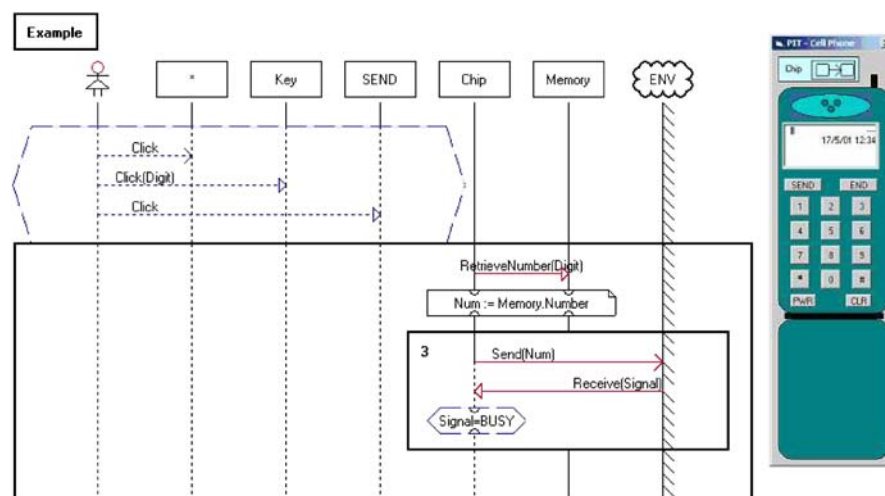 Example
*
Key
SEND
Chip
Memory
ENV
Click
Click(Digit)
Click
RetrieveNumber(Digit)
Num := Memory.Number
3
Send(Num)
Receive(Signal)
Signal=BUSY
PIT - Cell Phone
Chip
17/5/01 12:34
SEND END
1 2 3
4 5 6
7 8 9
* 0 #
PWR CLR